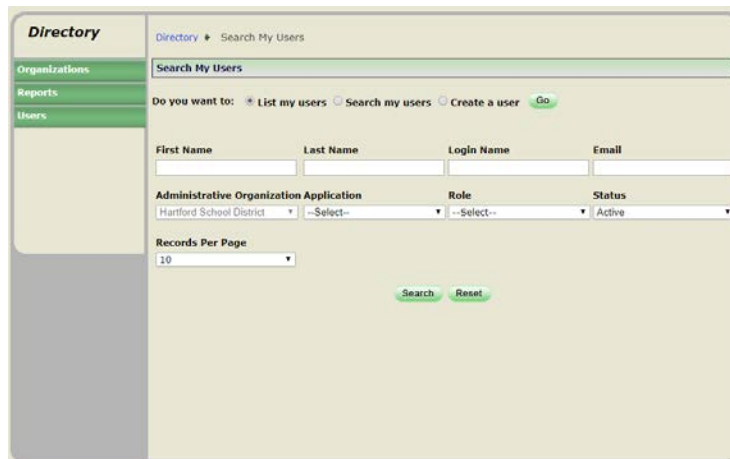 Directory
Directory Search My Users
Organizations
Reports
Users
Search My Users
Do you want to: List my users Search my users Create a user Go
First Name Last Name Login Name Email
Administrative Organization Application Role Status
Hartford School District --Select-- --Select-- Active
Records Per Page
10
Search Reset